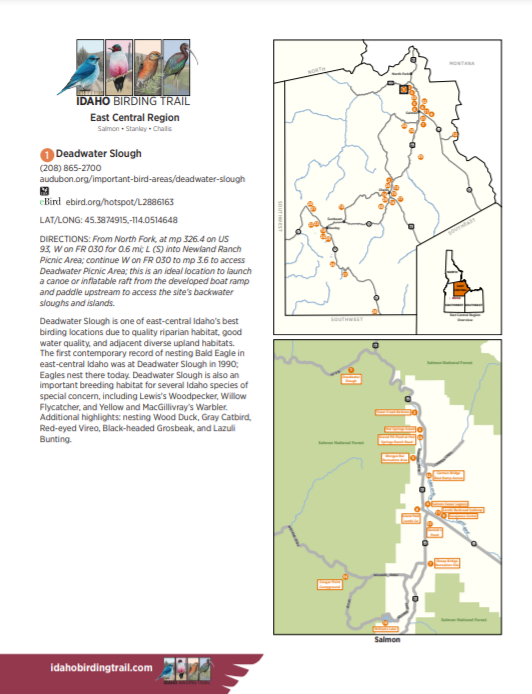 IDAHO BIRDING TRAIL
East Central Region
Salmon • Stanley • Challis
1 Deadwater Slough
(208) 865-2700
audubon.org/important-bird-areas/deadwater-slough
eBird ebird.org/hotspot/L2886163
LAT/LONG: 45.3874915,-114.0514648
DIRECTIONS: From North Fork, at mp 326.4 on US
93, W on FR 030 for 0.6 mi; L (S) into Newland Ranch
Picnic Area; continue W on FR 030 to mp 3.6 to access
Deadwater Picnic Area; this is an ideal location to launch
a canoe or inflatable raft from the developed boat ramp
and paddle upstream to access the site's backwater
sloughs and islands.
Deadwater Slough is one of east-central Idaho's best
birding locations due to quality riparian habitat, good
water quality, and adjacent diverse upland habitats.
The first contemporary record of nesting Bald Eagle in
east-central Idaho was at Deadwater Slough in 1990;
Eagles nest there today. Deadwater Slough is also an
important breeding habitat for several Idaho species of
special concern, including Lewis's Woodpecker, Willow
Flycatcher, and Yellow and MacGillivray's Warbler.
Additional highlights: nesting Wood Duck, Gray Catbird,
Red-eyed Vireo, Black-headed Grosbeak, and Lazuli
Bunting.
NORTH
MONTANA
North Fork
SOUTHWEST
SOUTHEAST
SOUTHWEST
East Central Region
Overview
Salmon National Forest
Deadwater
Slough
Salmon National Forest
Salmon National Forest
Salmon
idahobirdingtrail.com